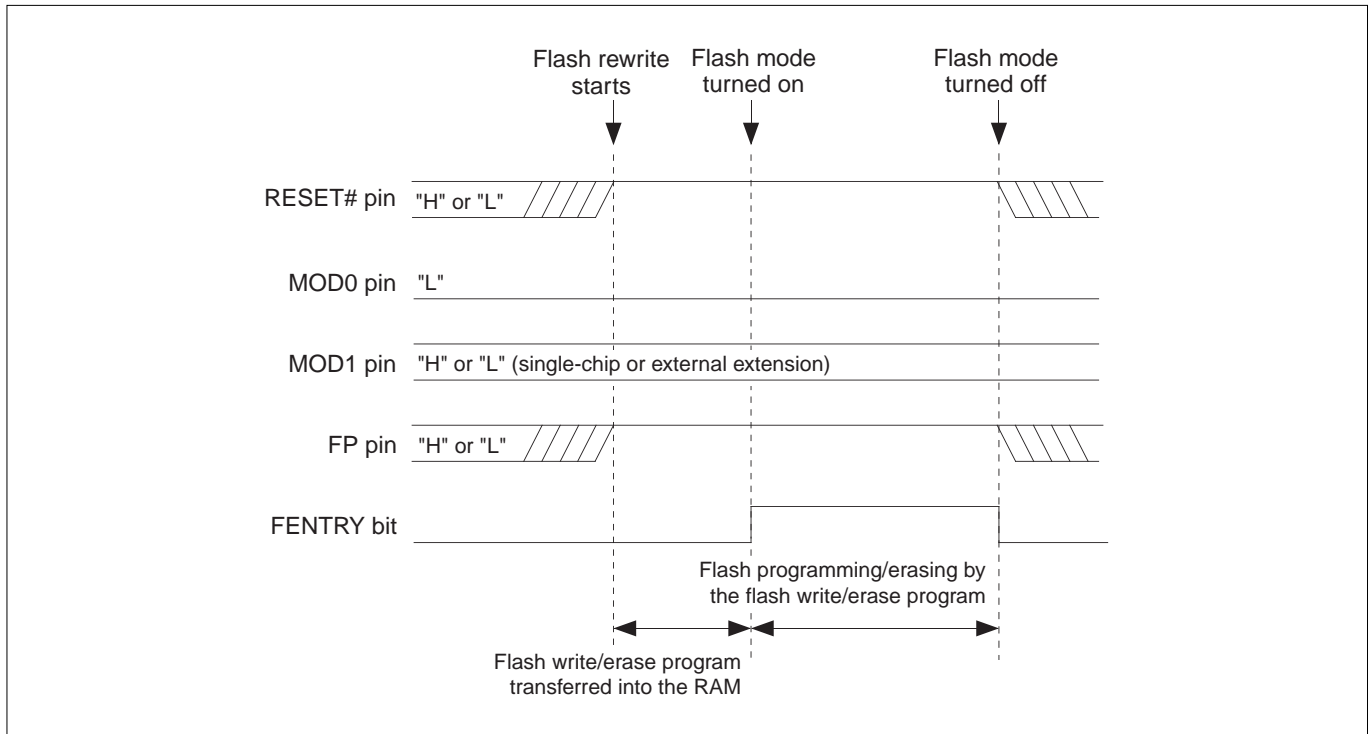 Flash rewrite
starts
Flash mode
turned on
Flash mode
turned off
RESET# pin "H" or "L"
MOD0 pin "L"
MOD1 pin "H" or "L" (single-chip or external extension)
FP pin "H" or "L"
FENTRY bit
Flash programming/erasing by
the flash write/erase program
Flash write/erase program
transferred into the RAM